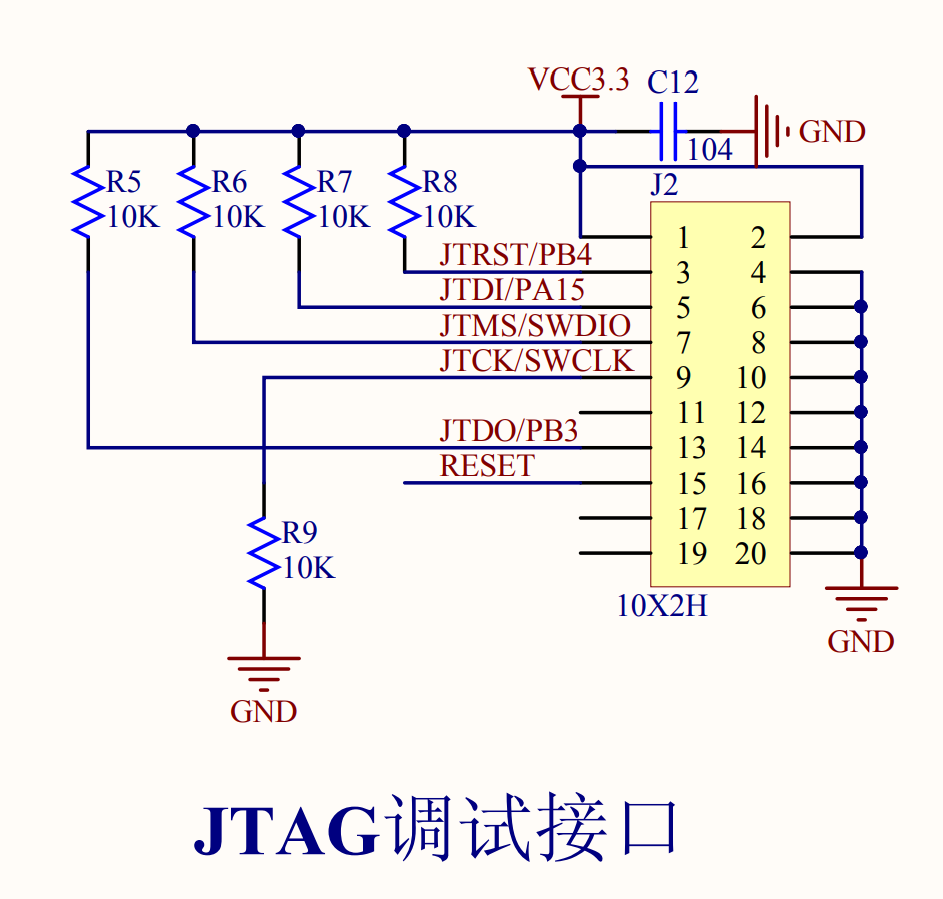 VCC3.3
C12
GND
104
J2
R5
10K
R6
10K
R7
10K
R8
10K
1 2
JTRST/PB4
3 4
JTDI/PA15
5 6
JTMS/SWDIO
7 8
JTCK/SWCLK
9 10
11 12
JTDO/PB3
13 14
RESET
15 16
17 18
19 20
R9
10K
10X2H
GND
GND
JTAG调试接口